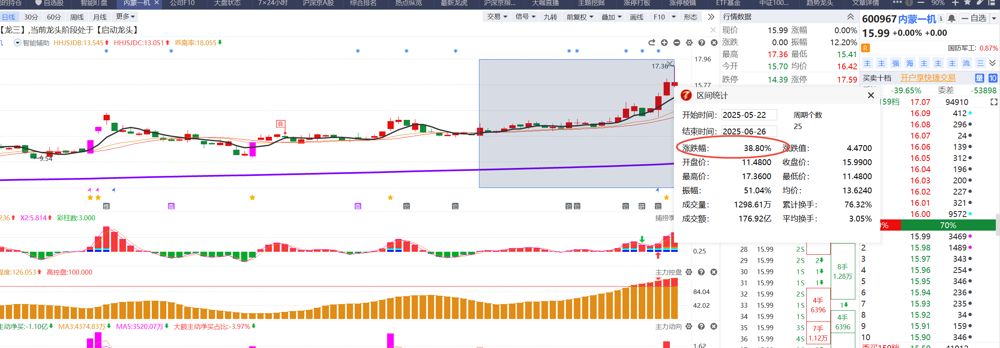 我的持仓 自选股 智能盯盘 内蒙一机 公司F10 大盘状态 7×24小时 沪深京A股 综合排名 热点纵览 最新龙虎 沪深京指... 大咖直播 主题挖掘 涨停打板 涨停棱镜 ETF基金 中证100... 趋势龙头 文章详情 90%
日线 30分 60分 周线 月线 更多 交易 信号 九转 前复权 叠加 画线 F10 形态
【龙三】,当前龙头阶段处于【启动龙头】
智能辅助 HHJSJDB:13.545 HHJSJDC:13.051 乖离率:18.055
17.96
17.36
15.77
自
9.54
提 委 委 它 它 它 它 它 研 它
236 X2:5.814 彩柱数:3.000 捕捞季
0.25
程度:126.053 高控盘:100.000 主力控盘
84.04
42.02
主动净买:-1.10亿 MA3:4374.83万 MA5:3520.07万 大额主动净买占比:-3.97% 主力动向
1.62
行情数据
现价 15.99 涨幅 0.00%
涨跌 0.00 振幅 12.20%
最高 17.36 最低 15.41
今开 15.70 均价 16.42
跌停 14.39 涨停 17.59
区间统计
开始时间: 2025-05-22 周期个数
25
结束时间: 2025-06-26
涨跌幅: 38.80% 涨跌值: 4.4700
开盘价: 11.4800 收盘价: 15.9900
最高价: 17.3600 最低价: 11.4800
振幅: 51.04% 均价: 13.6240
成交量: 1298.61万 累计换手: 76.32%
成交额: 176.92亿 平均换手: 3.05%
28 15.99 2S
29 15.99 2S 2
30 15.99 1S 1
31 15.99 1S 1
32 15.99 2S
33 15.99 1S 1
34 15.99 1S
35 15.99 3S
36 15.99 4S
8手
1.28万
4手
6396
4手
6396
7手
1.12万
600967 内蒙一机 自选
15.99 +0.00% +0.00
R 国防军工: 0.87%
主 主 强 海 主 主 主 流 三
买卖十档 开户享快捷交易 量 10
-39.65% 委差 -53898
159档 17.07 94910
16.09 412
16.08 296
16.07 24
16.06 139
16.05 312
16.04 196
16.03 200
16.02 227
16.01 321
16.00 9572
70%
15.99 3469
2 15.98 1489
3 15.97 343
4 15.96 254
5 15.95 346
6 15.94 236
7 15.93 235
8 15.92 34
9 15.91 159
10 15.90 346
委买150档 15.50 41012